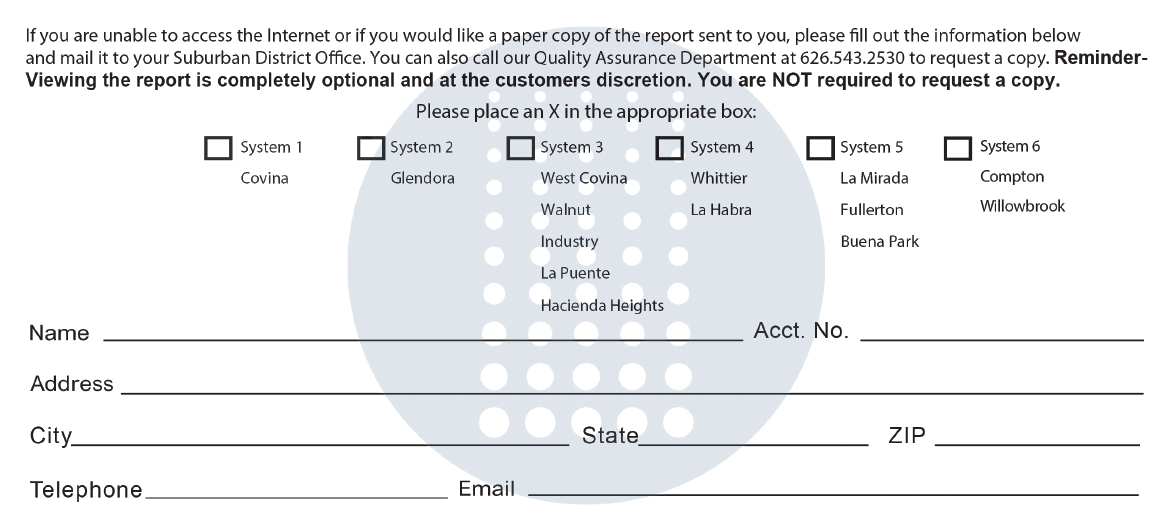 If you are unable to access the Internet or if you would like a paper copy of the report sent to you, please fill out the information below
and mail it to your Suburban District Office. You can also call our Quality Assurance Department at 626.543.2530 to request a copy. Reminder-
Viewing the report is completely optional and at the customers discretion. You are NOT required to request a copy.
Please place an X in the appropriate box:
System 1 System 2 System 3 System 4 System 5 System 6
Covina Glendora West Covina Whittier La Mirada Compton
Walnut La Habra Fullerton Willowbrook
Industry Buena Park
La Puente
Hacienda Heights
Name Acct. No.
Address
City State ZIP
Telephone Email